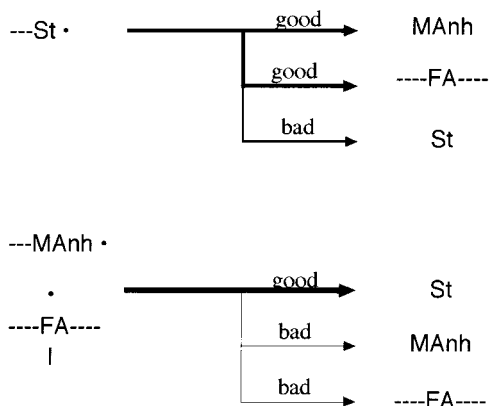 ---St •
good MAnh
good ----FA----
bad St
---MAnh •
•
----FA----
|
good St
bad MAnh
bad ----FA----